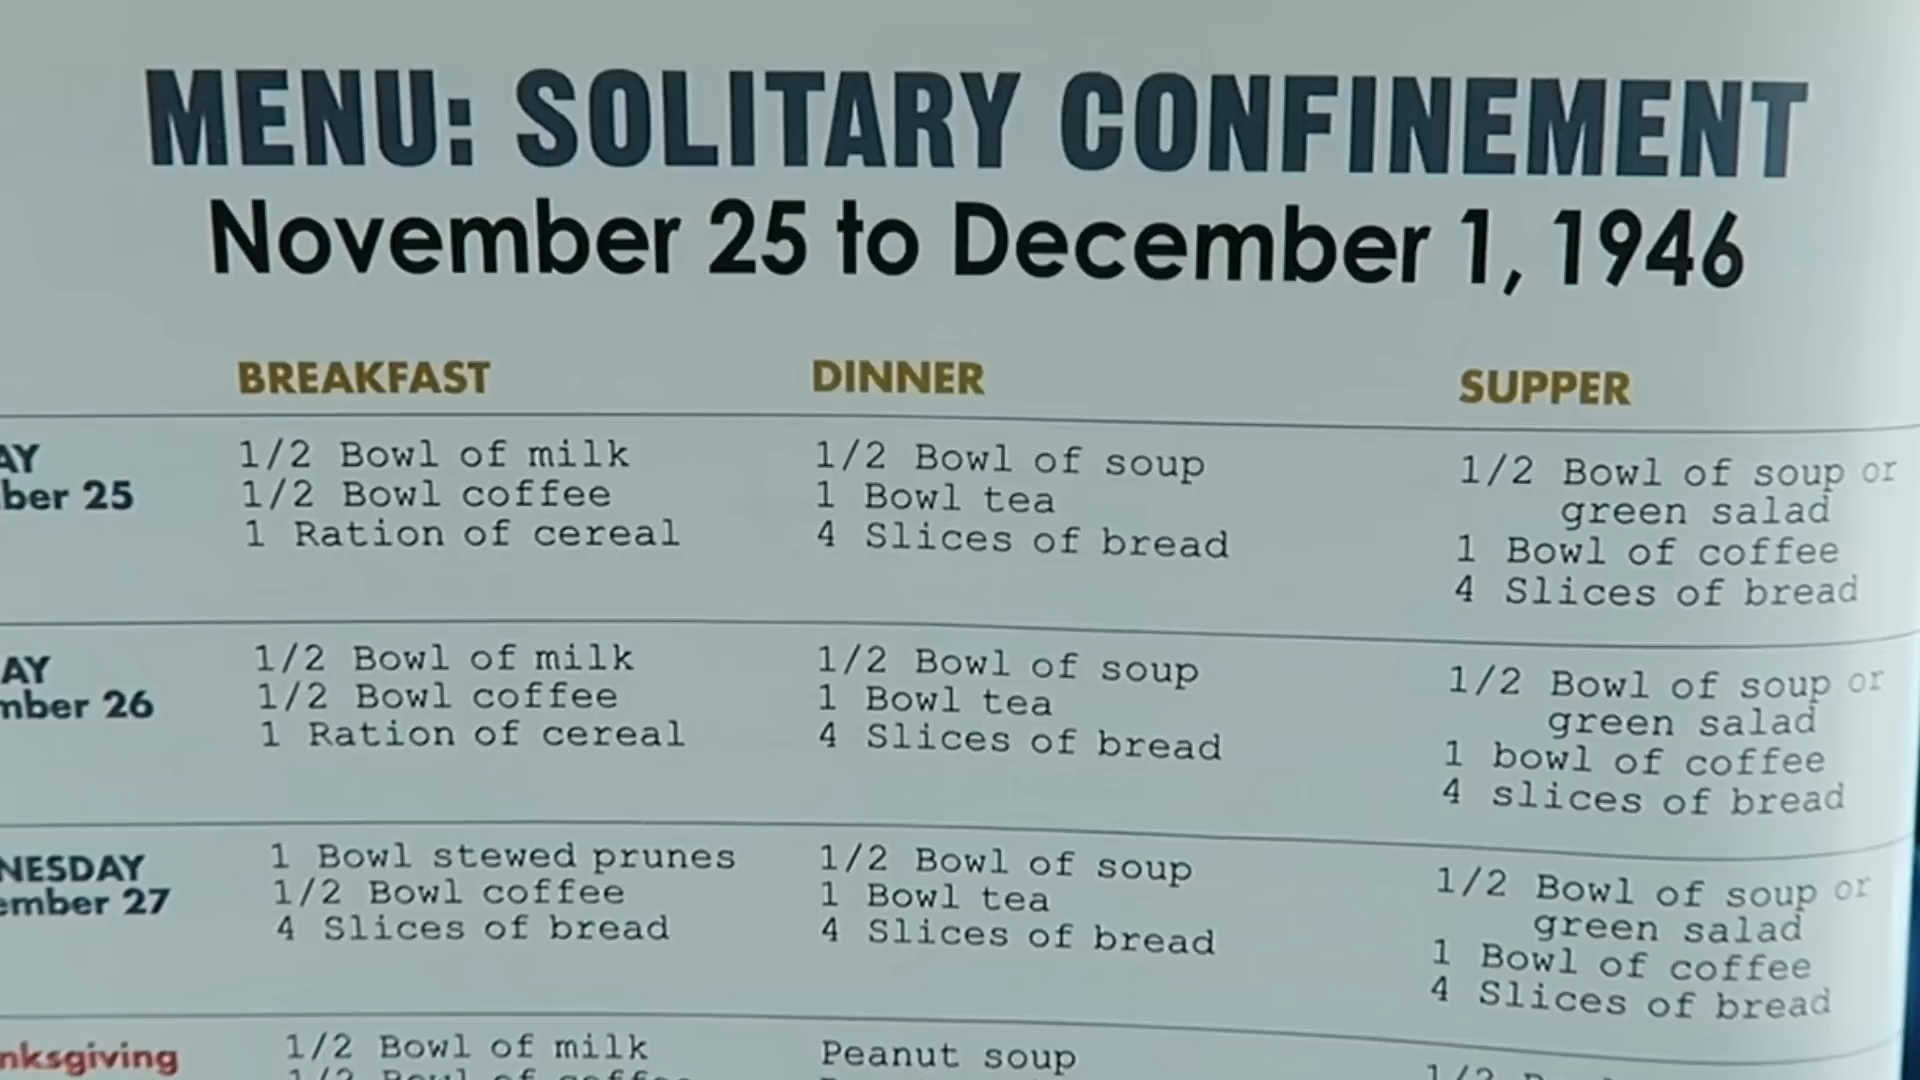 MENU: SOLITARY CONFINEMENT
November 25 to December 1, 1946
BREAKFAST DINNER SUPPER
AY
ber 25
1/2 Bowl of milk
1/2 Bowl coffee
1 Ration of cereal
1/2 Bowl of soup
1 Bowl tea
4 Slices of bread
1/2 Bowl of soup or
green salad
1 Bowl of coffee
4 Slices of bread
AY
mber 26
1/2 Bowl of milk
1/2 Bowl coffee
1 Ration of cereal
1/2 Bowl of soup
1 Bowl tea
4 Slices of bread
1/2 Bowl of soup or
green salad
1 bowl of coffee
4 slices of bread
NESDAY
ember 27
1 Bowl stewed prunes
1/2 Bowl coffee
4 Slices of bread
1/2 Bowl of soup
1 Bowl tea
4 Slices of bread
1/2 Bowl of soup or
green salad
1 Bowl of coffee
4 Slices of bread
nksgiving
1/2 Bowl of milk
1/2 Bowl of coffee
Peanut soup
1/2